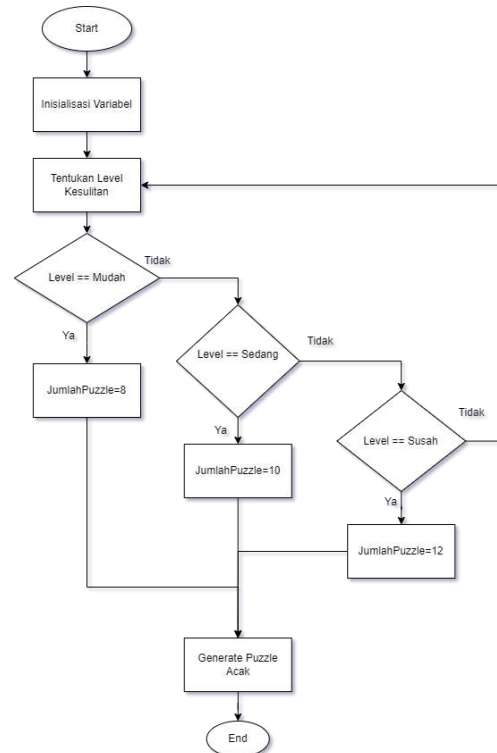 Start
Inisialisasi Variabel
Tentukan Level
Kesulitan
Level == Mudah
Tidak
Ya
Level == Sedang
Tidak
JumlahPuzzle=8
Ya
Level == Susah
Tidak
JumlahPuzzle=10
Ya
JumlahPuzzle=12
Generate Puzzle
Acak
End